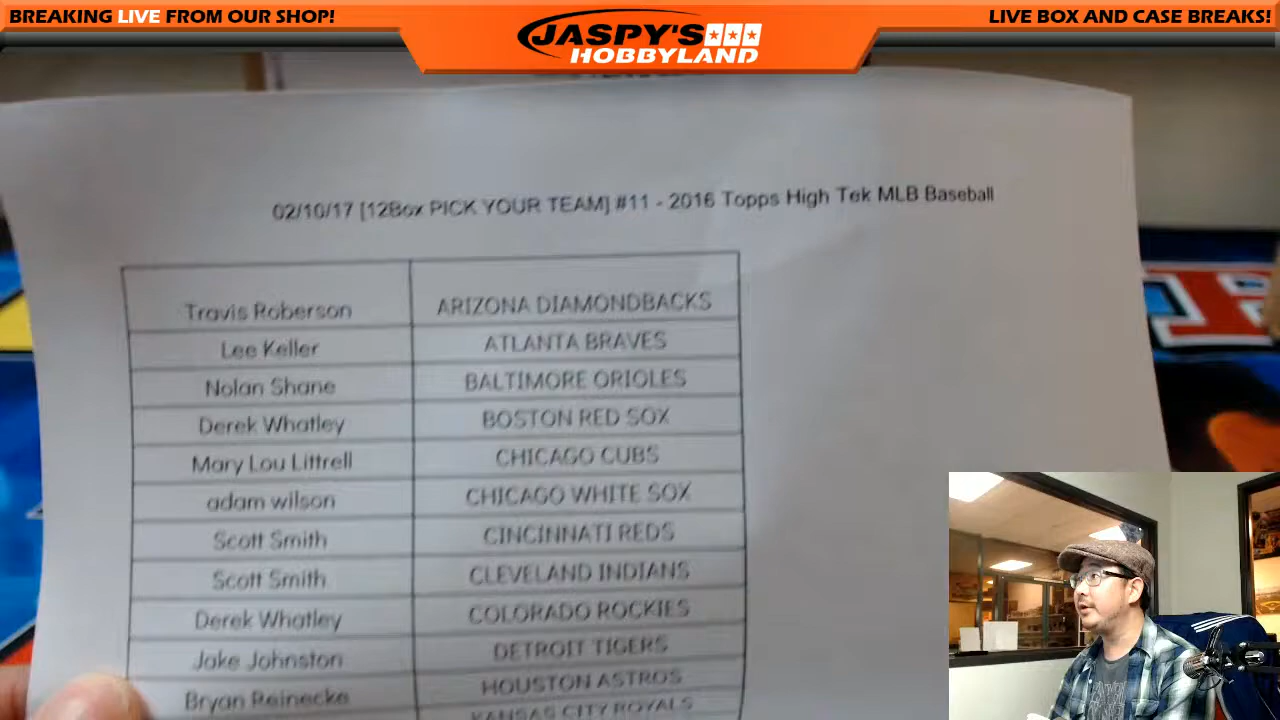 BREAKING LIVE FROM OUR SHOP!
JASPY'S
HOBBYLAND
LIVE BOX AND CASE BREAKS!
02/10/17 [12Box PICK YOUR TEAM] #11 - 2016 Topps High Tek MLB Baseball
Travis Roberson ARIZONA DIAMONDBACKS
Lee Keller ATLANTA BRAVES
Nolan Shane BALTIMORE ORIOLES
Derek Whatley BOSTON RED SOX
Mary Lou Littrell CHICAGO CUBS
adam wilson CHICAGO WHITE SOX
Scott Smith CINCINNATI REDS
Scott Smith CLEVELAND INDIANS
Derek Whatley COLORADO ROCKIES
Jake Johnston DETROIT TIGERS
Bryan Reinecke HOUSTON ASTROS
KANSAS CITY ROYALS